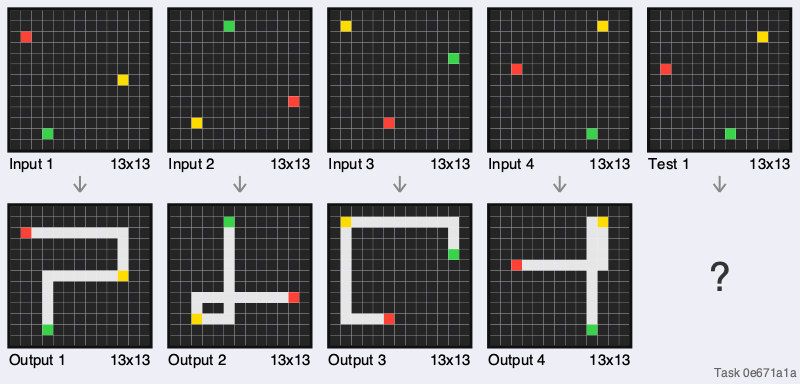 Input 1 13x13
Input 2 13x13
Input 3 13x13
Input 4 13x13
Test 1 13x13
Output 1 13x13
Output 2 13x13
Output 3 13x13
Output 4 13x13
?
Task 0e671a1a